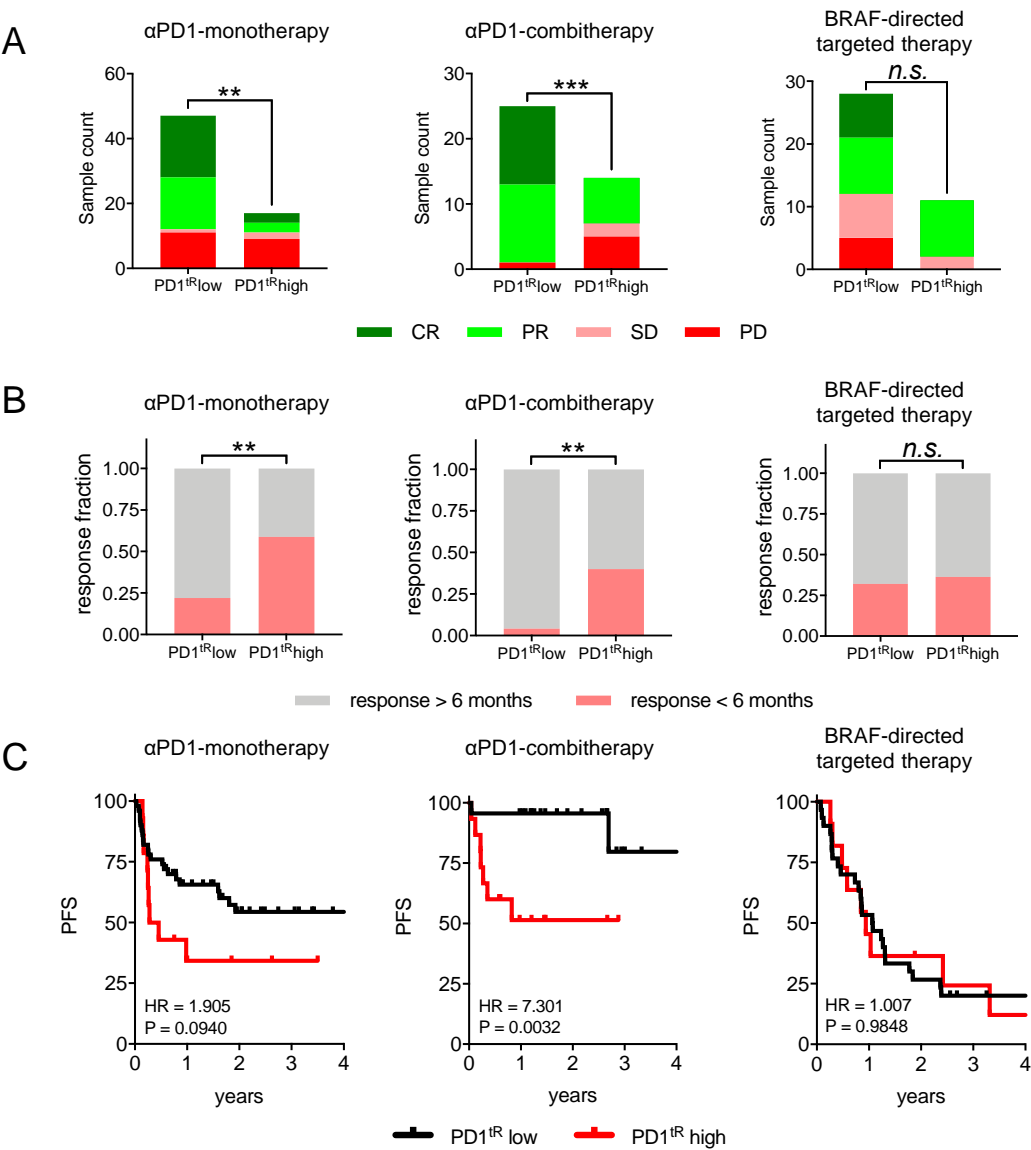 A
αPD1-monotherapy
αPD1-combitherapy
BRAF-directed
targeted therapy
Sample count
60
40
20
0
**
PD1tRlow
PD1tRhigh
Sample count
30
20
10
0
***
PD1tRlow
PD1tRhigh
Sample count
30
20
10
0
n.s.
PD1tRlow
PD1tRhigh
CR
PR
SD
PD
B
αPD1-monotherapy
αPD1-combitherapy
BRAF-directed
targeted therapy
response fraction
1.00
0.75
0.50
0.25
0.00
**
PD1tRlow
PD1tRhigh
response fraction
1.00
0.75
0.50
0.25
0.00
**
PD1tRlow
PD1tRhigh
response fraction
1.00
0.75
0.50
0.25
0.00
n.s.
PD1tRlow
PD1tRhigh
response > 6 months
response < 6 months
C
αPD1-monotherapy
αPD1-combitherapy
BRAF-directed
targeted therapy
PFS
100
75
50
25
0
HR = 1.905
P = 0.0940
0 1 2 3 4
years
PFS
100
75
50
25
0
HR = 7.301
P = 0.0032
0 1 2 3 4
years
PFS
100
75
50
25
0
HR = 1.007
P = 0.9848
0 1 2 3 4
years
PD1tR low
PD1tR high